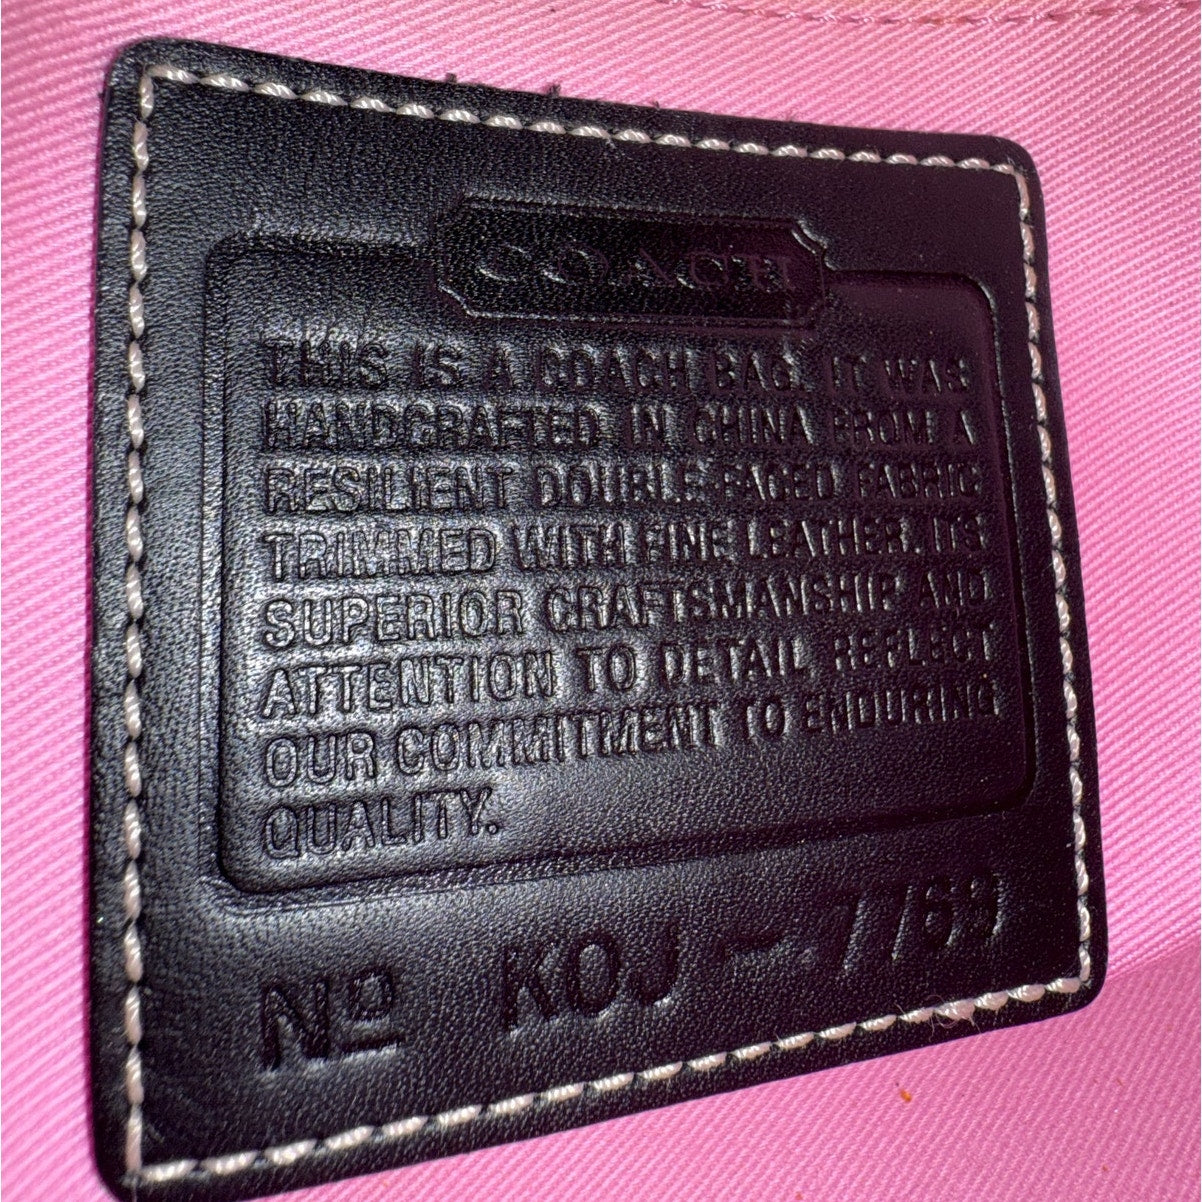 COACH
THIS IS A COACH BAG. IT WAS
HANDCRAFTED IN CHINA FROM A
RESILIENT DOUBLE-FACED FABRIC
TRIMMED WITH FINE LEATHER. ITS
SUPERIOR CRAFTSMANSHIP AND
ATTENTION TO DETAIL REFLECT
OUR COMMITMENT TO ENDURING
QUALITY.
Nº K0J-7769